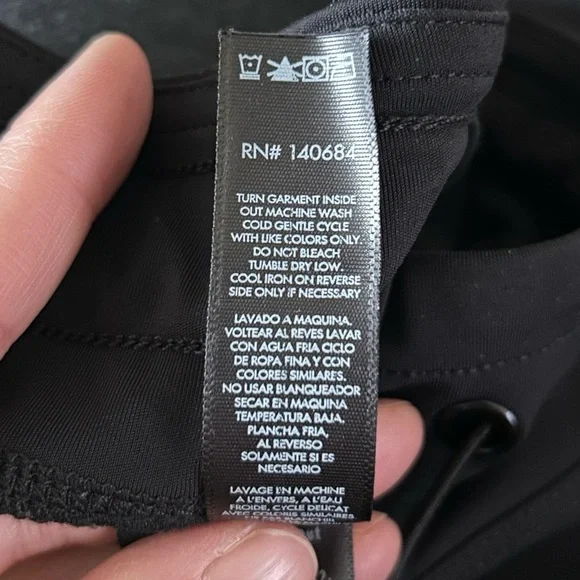 RN# 140684
TURN GARMENT INSIDE
OUT MACHINE WASH
COLD GENTLE CYCLE
WITH LIKE COLORS ONLY.
DO NOT BLEACH
TUMBLE DRY LOW.
COOL IRON ON REVERSE
SIDE ONLY IF NECESSARY
LAVADO A MAQUINA.
VOLTEAR AL REVES LAVAR
CON AGUA FRIA CICLO
DE ROPA FINA Y CON
COLORES SIMILARES.
NO USAR BLANQUEADOR
SECAR EN MAQUINA
TEMPERATURA BAJA.
PLANCHA FRIA,
AL REVERSO
SOLAMENTE SI ES
NECESARIO
LAVAGE EN MACHINE
A L'ENVERS, A L'EAU
FROIDE, CYCLE DELICAT
AVEC COLORIS SIMILAIRES